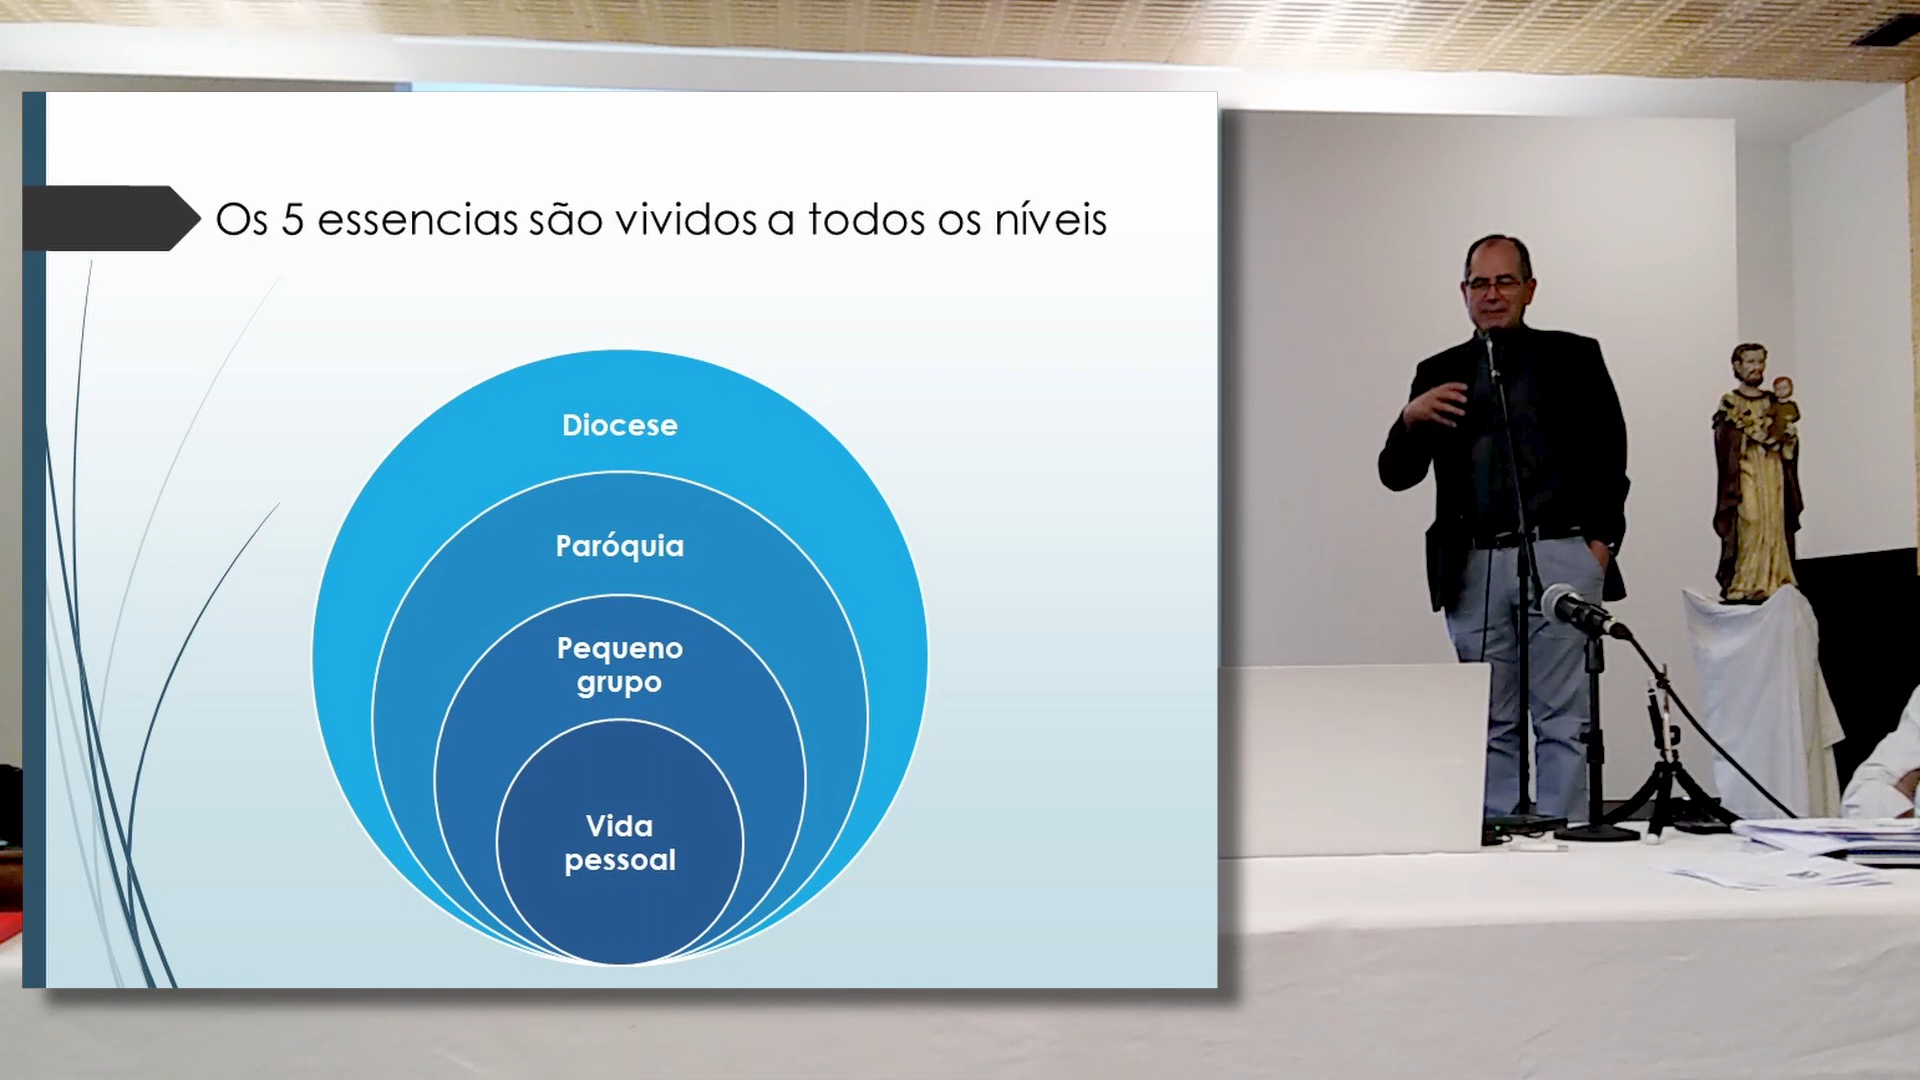 Os 5 essencias são vividos a todos os níveis
Diocese
Paróquia
Pequeno
grupo
Vida
pessoal